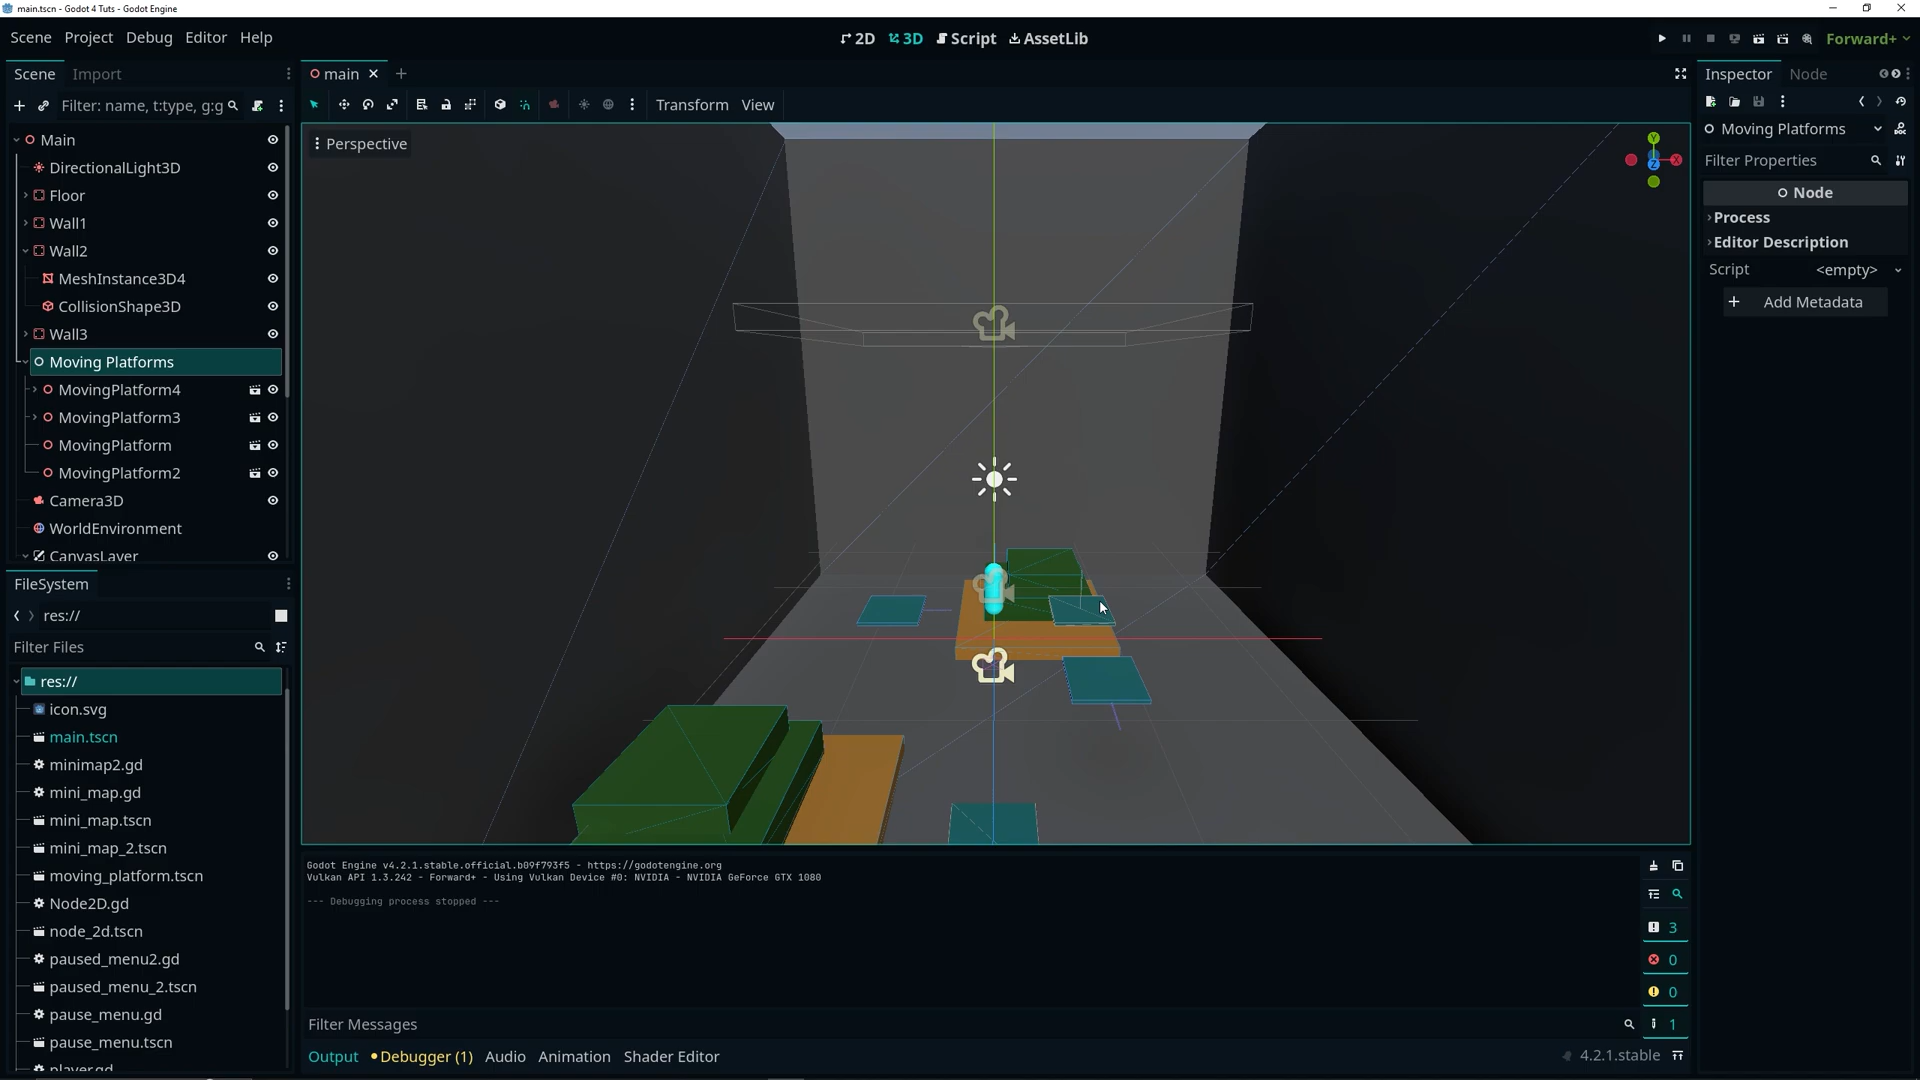 main.tscn - Godot 4 Tuts - Godot Engine
Scene Project Debug Editor Help
2D 3D Script AssetLib
Forward+
Scene Import
main
Inspector Node
Filter: name, t:type, g:g
Transform View
Perspective
Main
DirectionalLight3D
Floor
Wall1
Wall2
MeshInstance3D4
CollisionShape3D
Wall3
Moving Platforms
MovingPlatform4
MovingPlatform3
MovingPlatform
MovingPlatform2
Camera3D
WorldEnvironment
CanvasLayer
Y
X
Z
Moving Platforms
Filter Properties
Node
Process
Editor Description
Script <empty>
Add Metadata
FileSystem
res://
Filter Files
res://
icon.svg
main.tscn
minimap2.gd
mini_map.gd
mini_map.tscn
mini_map_2.tscn
moving_platform.tscn
Node2D.gd
node_2d.tscn
paused_menu2.gd
paused_menu_2.tscn
pause_menu.gd
pause_menu.tscn
player.gd
Godot Engine v4.2.1.stable.official.b09f793f5 - https://godotengine.org
Vulkan API 1.3.242 - Forward+ - Using Vulkan Device #0: NVIDIA - NVIDIA GeForce GTX 1080
--- Debugging process stopped ---
3
0
0
1
Filter Messages
Output Debugger (1) Audio Animation Shader Editor
4.2.1.stable